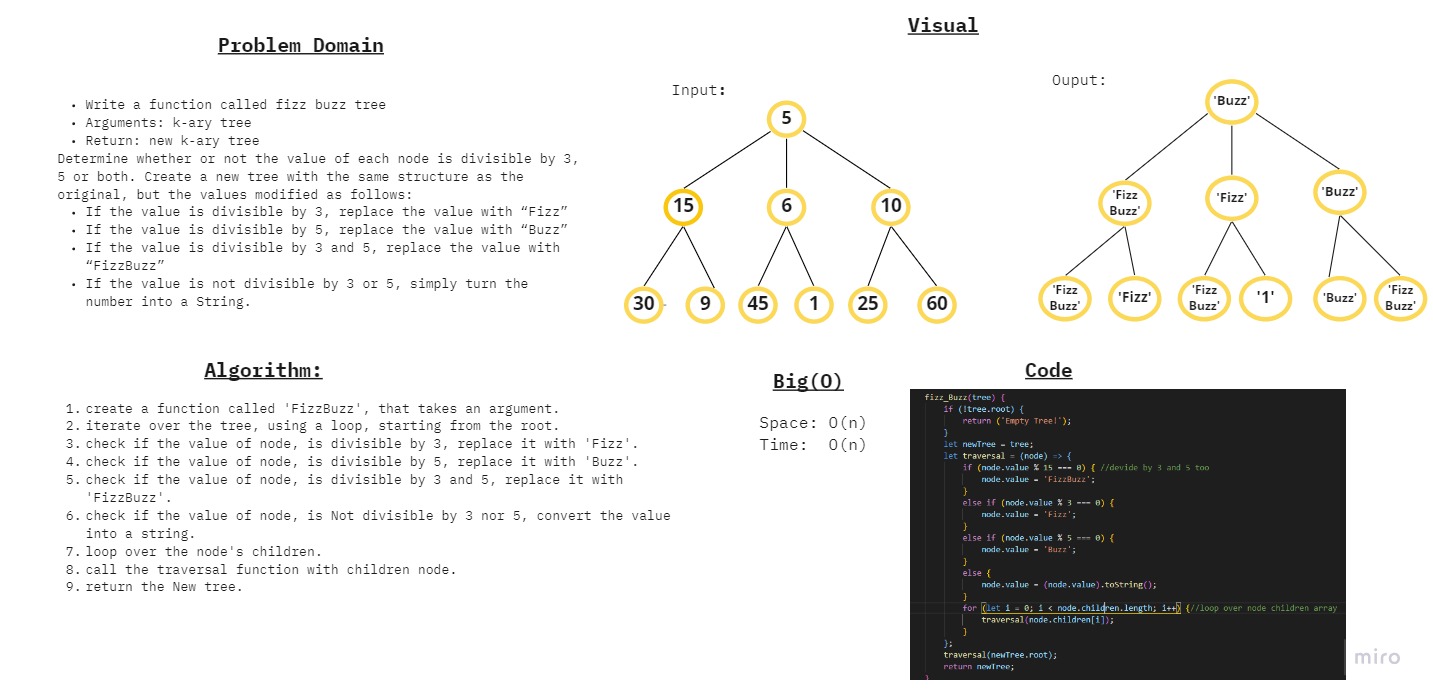 Problem Domain
• Write a function called fizz buzz tree
• Arguments: k-ary tree
• Return: new k-ary tree
Determine whether or not the value of each node is divisible by 3,
5 or both. Create a new tree with the same structure as the
original, but the values modified as follows:
• If the value is divisible by 3, replace the value with “Fizz”
• If the value is divisible by 5, replace the value with “Buzz”
• If the value is divisible by 3 and 5, replace the value with
“FizzBuzz”
• If the value is not divisible by 3 or 5, simply turn the
number into a String.
Visual
Input:
5
15 6 10
30 9 45 1 25 60
Ouput:
'Buzz'
'Fizz
Buzz'
'Fizz'
'Buzz'
'Fizz
Buzz'
'Fizz'
'Fizz
Buzz'
'1'
'Buzz'
'Fizz
Buzz'
Algorithm:
1. create a function called 'FizzBuzz', that takes an argument.
2. iterate over the tree, using a loop, starting from the root.
3. check if the value of node, is divisible by 3, replace it with 'Fizz'.
4. check if the value of node, is divisible by 5, replace it with 'Buzz'.
5. check if the value of node, is divisible by 3 and 5, replace it with
'FizzBuzz'.
6. check if the value of node, is Not divisible by 3 nor 5, convert the value
into a string.
7. loop over the node's children.
8. call the traversal function with children node.
9. return the New tree.
Big(O)
Space: O(n)
Time: O(n)
Code
fizz_Buzz(tree) {
if (!tree.root) {
return ('Empty Tree!');
}
let newTree = tree;
let traversal = (node) => {
if (node.value % 15 === 0) { //devide by 3 and 5 too
node.value = 'FizzBuzz';
}
else if (node.value % 3 === 0) {
node.value = 'Fizz';
}
else if (node.value % 5 === 0) {
node.value = 'Buzz';
}
else {
node.value = (node.value).toString();
}
for (let i = 0; i < node.children.length; i++) {//loop over node children array
traversal(node.children[i]);
}
};
traversal(newTree.root);
return newTree;
}
miro